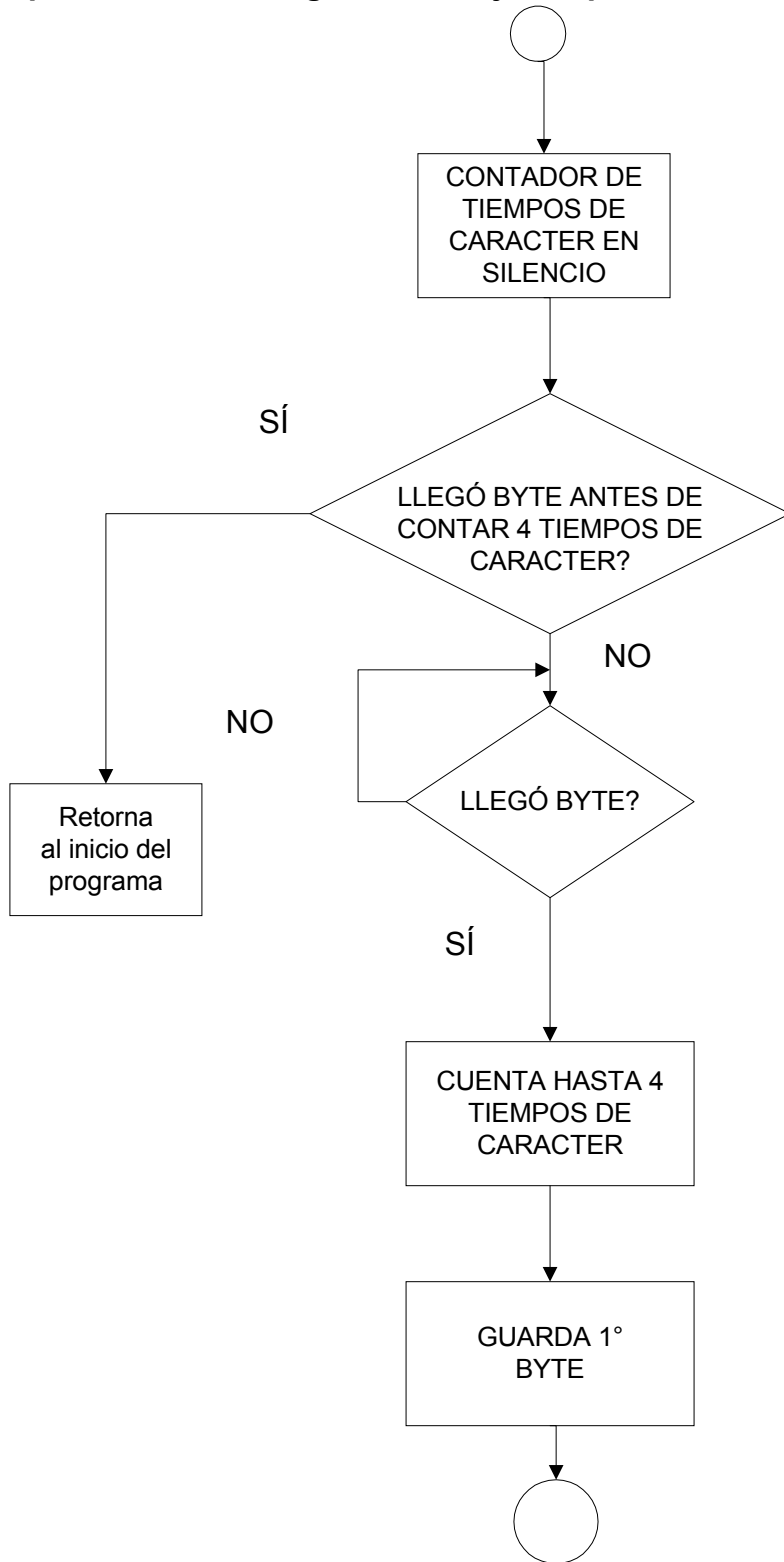 CONTADOR DE
TIEMPOS DE
CARACTER EN
SILENCIO
SÍ
LLEGÓ BYTE ANTES DE
CONTAR 4 TIEMPOS DE
CARACTER?
NO
NO
LLEGÓ BYTE?
Retorna
al inicio del
programa
SÍ
CUENTA HASTA 4
TIEMPOS DE
CARACTER
GUARDA 1°
BYTE